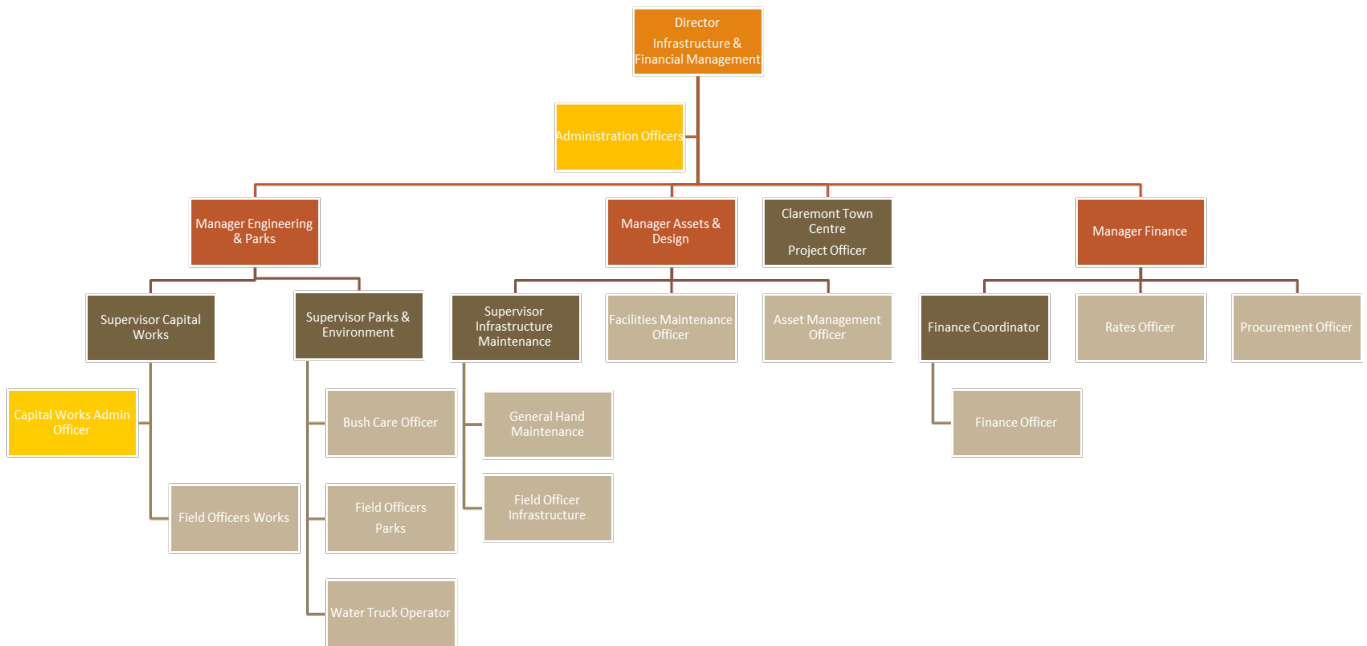 Director
Infrastructure &
Financial Management
Administration Officers
Manager Engineering
& Parks
Manager Assets &
Design
Claremont Town
Centre
Project Officer
Manager Finance
Supervisor Capital
Works
Supervisor Parks &
Environment
Supervisor
Infrastructure
Maintenance
Facilities Maintenance
Officer
Asset Management
Officer
Finance Coordinator
Rates Officer
Procurement Officer
Capital Works Admin
Officer
Bush Care Officer
General Hand
Maintenance
Finance Officer
Field Officers Works
Field Officers
Parks
Field Officer
Infrastructure
Water Truck Operator